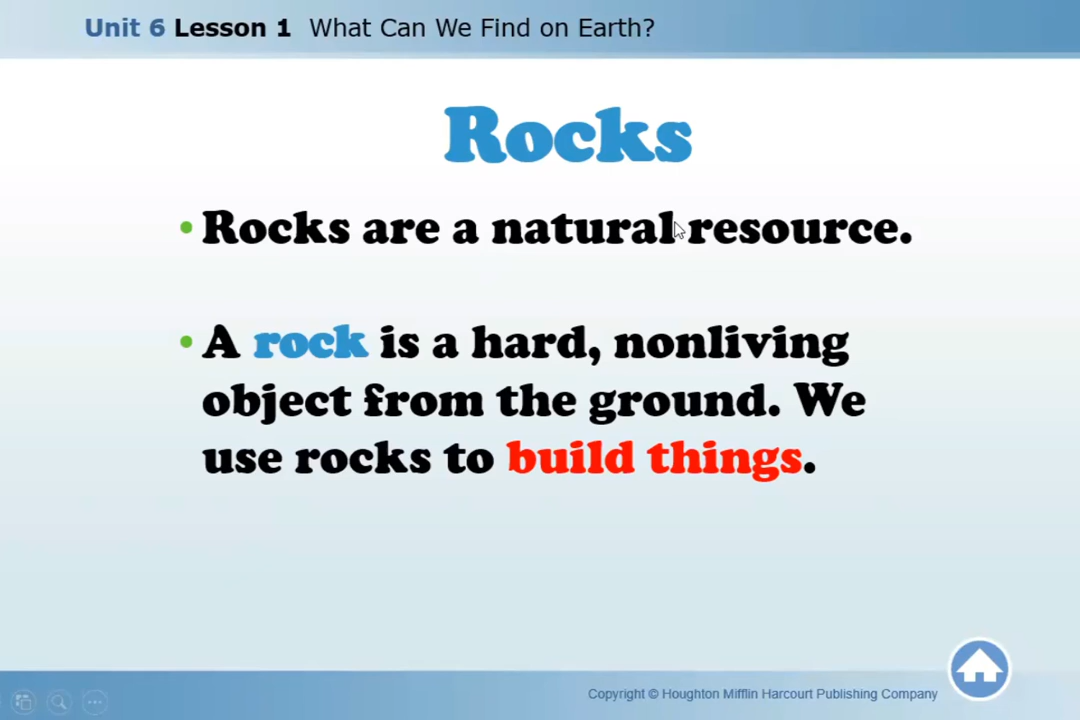 Unit 6 Lesson 1 What Can We Find on Earth?
Rocks
• Rocks are a natural resource.
• A rock is a hard, nonliving
object from the ground. We
use rocks to build things.
Copyright © Houghton Mifflin Harcourt Publishing Company